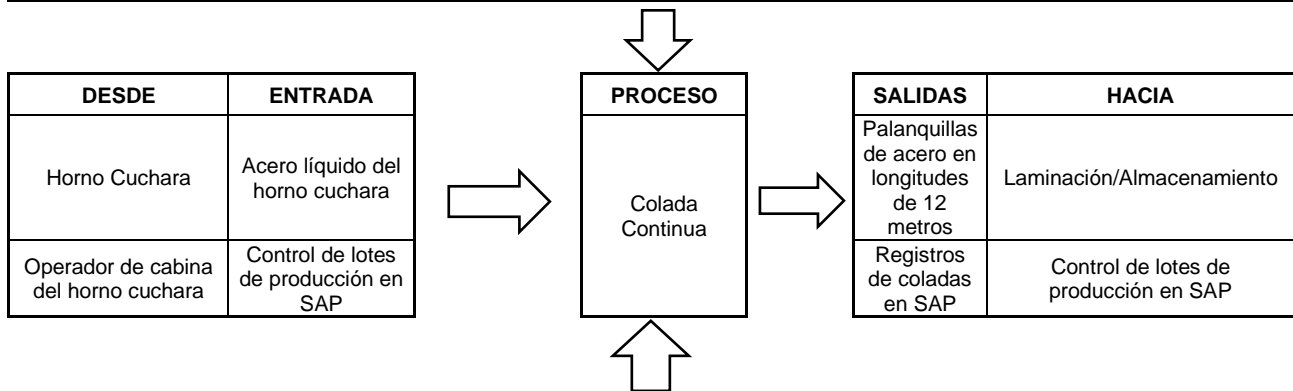 DESDE
ENTRADA
Horno Cuchara
Acero líquido del
horno cuchara
Operador de cabina
del horno cuchara
Control de lotes
de producción en
SAP
PROCESO
Colada
Continua
SALIDAS
HACIA
Palanquillas
de acero en
longitudes
de 12
metros
Laminación/Almacenamiento
Registros
de coladas
en SAP
Control de lotes de
producción en SAP